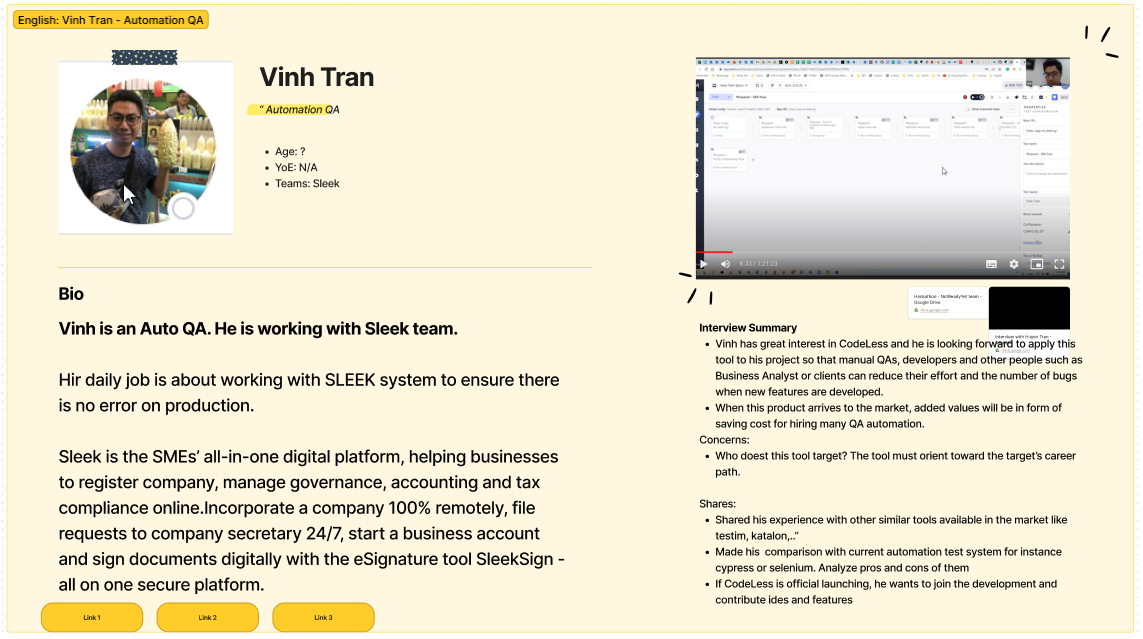 English: Vinh Tran - Automation QA
Vinh Tran
“ Automation QA
• Age: ?
• YoE: N/A
• Teams: Sleek
Bio
Vinh is an Auto QA. He is working with Sleek team.
Hir daily job is about working with SLEEK system to ensure there
is no error on production.
Sleek is the SMEs’ all-in-one digital platform, helping businesses
to register company, manage governance, accounting and tax
compliance online.Incorporate a company 100% remotely, file
requests to company secretary 24/7, start a business account
and sign documents digitally with the eSignature tool SleekSign -
all on one secure platform.
Link 1
Link 2
Link 3
8:33 / 1:21:23
Hackathon - NotReadyYet team -
Google Drive
Interview with Huyen Tran -
Interview Summary
• Vinh has great interest in CodeLess and he is looking forward to apply this
tool to his project so that manual QAs, developers and other people such as
Business Analyst or clients can reduce their effort and the number of bugs
when new features are developed.
• When this product arrives to the market, added values will be in form of
saving cost for hiring many QA automation.
Concerns:
• Who doest this tool target? The tool must orient toward the target’s career
path.
Shares:
• Shared his experience with other similar tools available in the market like
testim, katalon,..”
• Made his  comparison with current automation test system for instance
cypress or selenium. Analyze pros and cons of them
• If CodeLess is official launching, he wants to join the development and
contribute ides and features